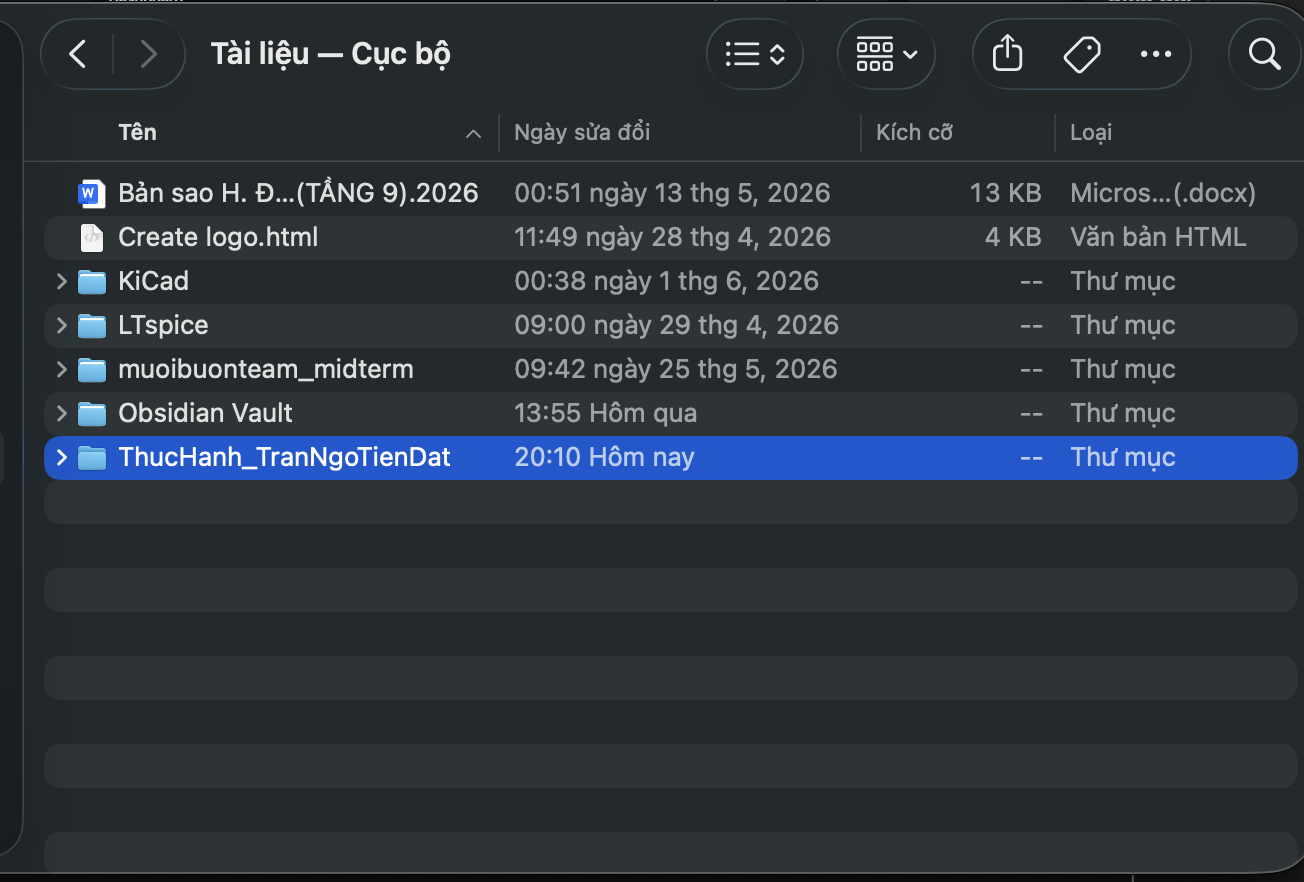 Tài liệu — Cục bộ
Tên Ngày sửa đổi Kích cỡ Loại
Bản sao H. Đ...(TẦNG 9).2026 00:51 ngày 13 thg 5, 2026 13 KB Micros...(.docx)
Create logo.html 11:49 ngày 28 thg 4, 2026 4 KB Văn bản HTML
KiCad 00:38 ngày 1 thg 6, 2026 -- Thư mục
LTspice 09:00 ngày 29 thg 4, 2026 -- Thư mục
muoibuonteam_midterm 09:42 ngày 25 thg 5, 2026 -- Thư mục
Obsidian Vault 13:55 Hôm qua -- Thư mục
ThucHanh_TranNgoTienDat 20:10 Hôm nay -- Thư mục